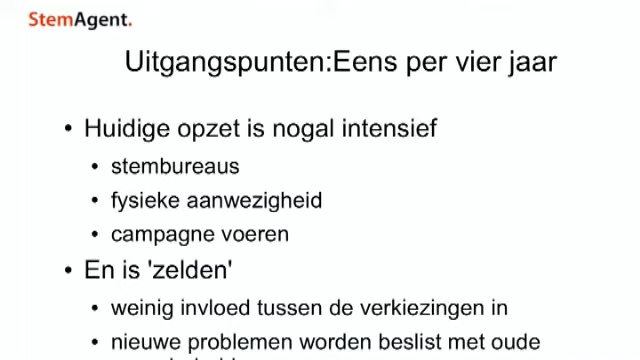 StemAgent.
Uitgangspunten:Eens per vier jaar
• Huidige opzet is nogal intensief
• stembureaus
• fysieke aanwezigheid
• campagne voeren
• En is 'zelden'
• weinig invloed tussen de verkiezingen in
• nieuwe problemen worden beslist met oude